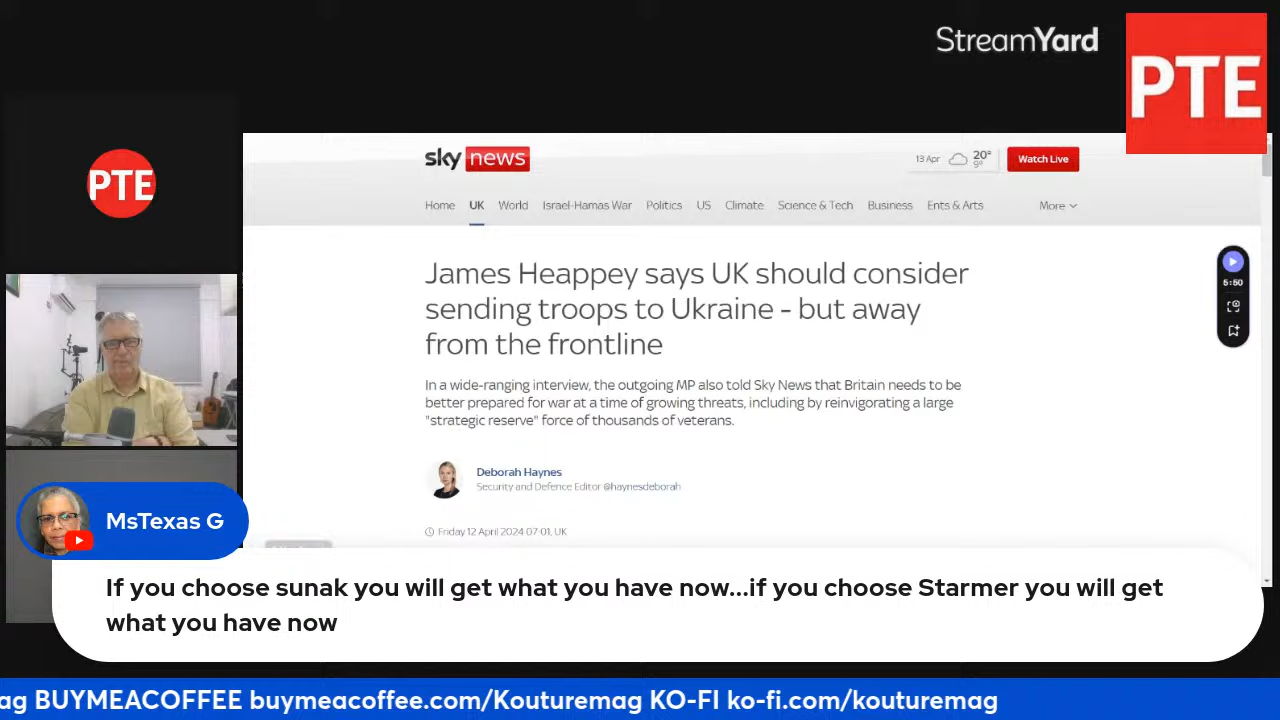 StreamYard
PTE
PTE
sky news
13 Apr 20° 9°
Watch Live
Home UK World Israel-Hamas War Politics US Climate Science & Tech Business Ents & Arts More
James Heappey says UK should consider
sending troops to Ukraine - but away
from the frontline
5:50
In a wide-ranging interview, the outgoing MP also told Sky News that Britain needs to be
better prepared for war at a time of growing threats, including by reinvigorating a large
"strategic reserve" force of thousands of veterans.
Deborah Haynes
Security and Defence Editor @haynesdeborah
Friday 12 April 2024 07:01, UK
MsTexas G
If you choose sunak you will get what you have now...if you choose Starmer you will get
what you have now
ag BUYMEACOFFEE buymeacoffee.com/Kouturemag KO-FI ko-fi.com/kouturemag